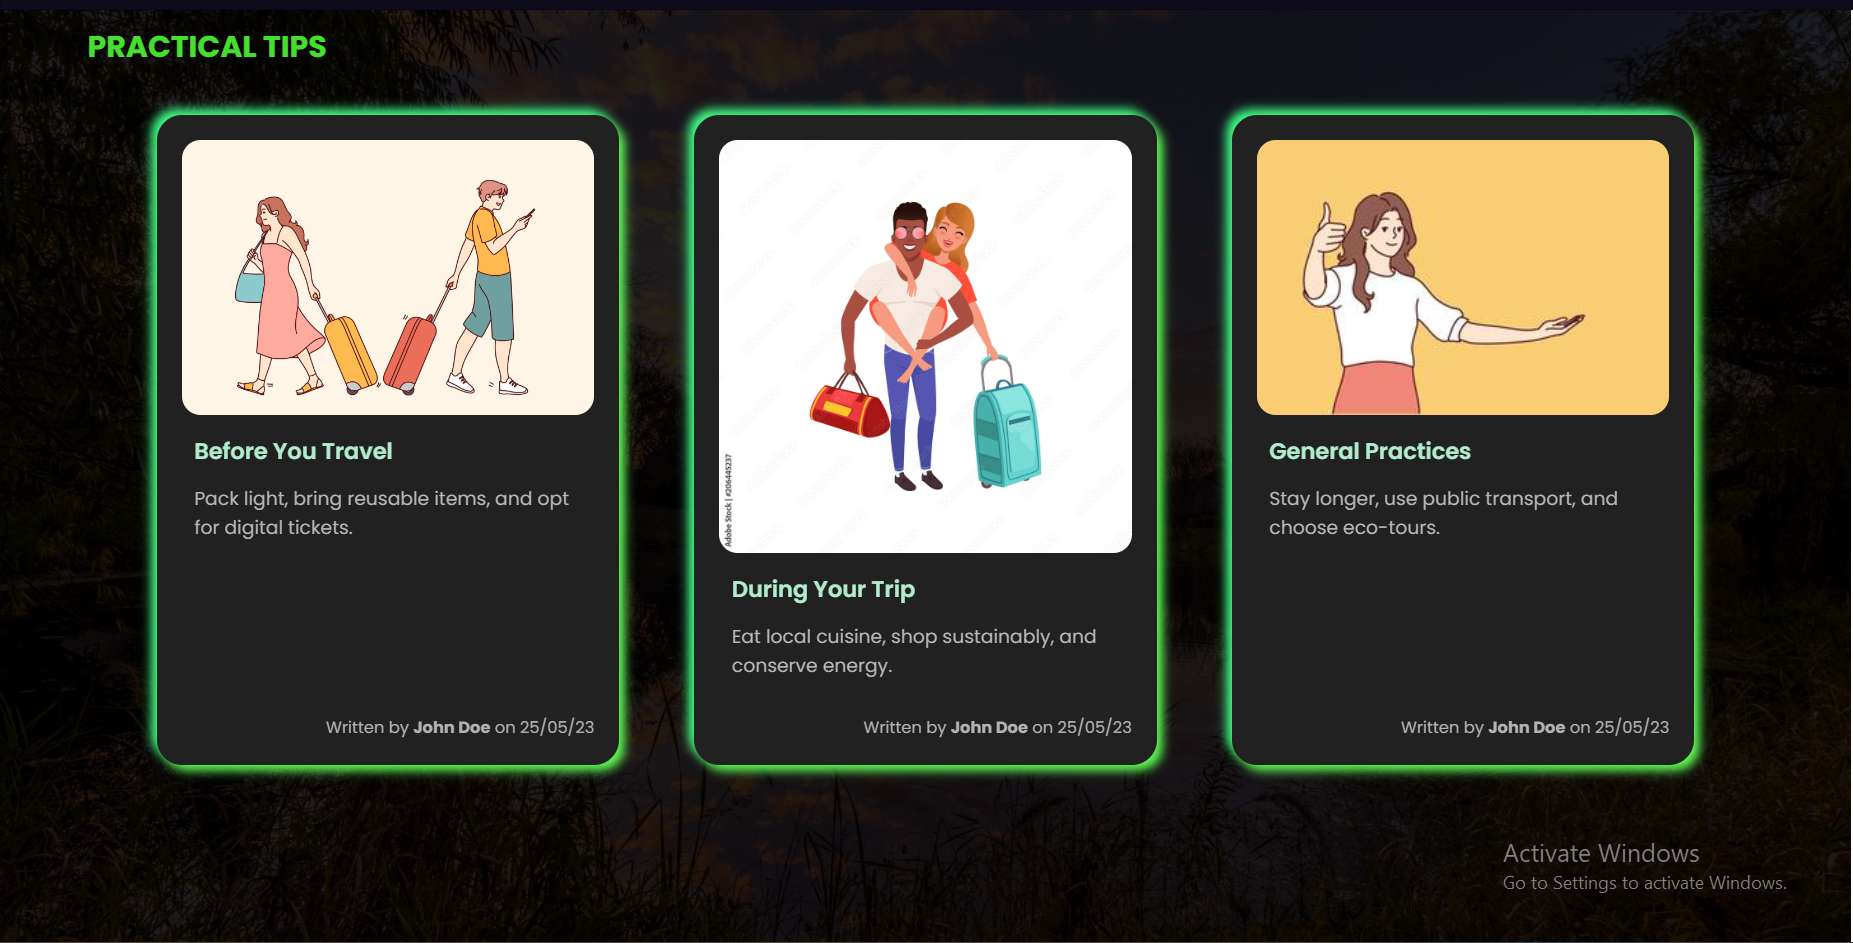 PRACTICAL TIPS
Before You Travel
Pack light, bring reusable items, and opt
for digital tickets.
Written by John Doe on 25/05/23
Adobe Stock | #206445237
During Your Trip
Eat local cuisine, shop sustainably, and
conserve energy.
Written by John Doe on 25/05/23
General Practices
Stay longer, use public transport, and
choose eco-tours.
Written by John Doe on 25/05/23
Activate Windows
Go to Settings to activate Windows.